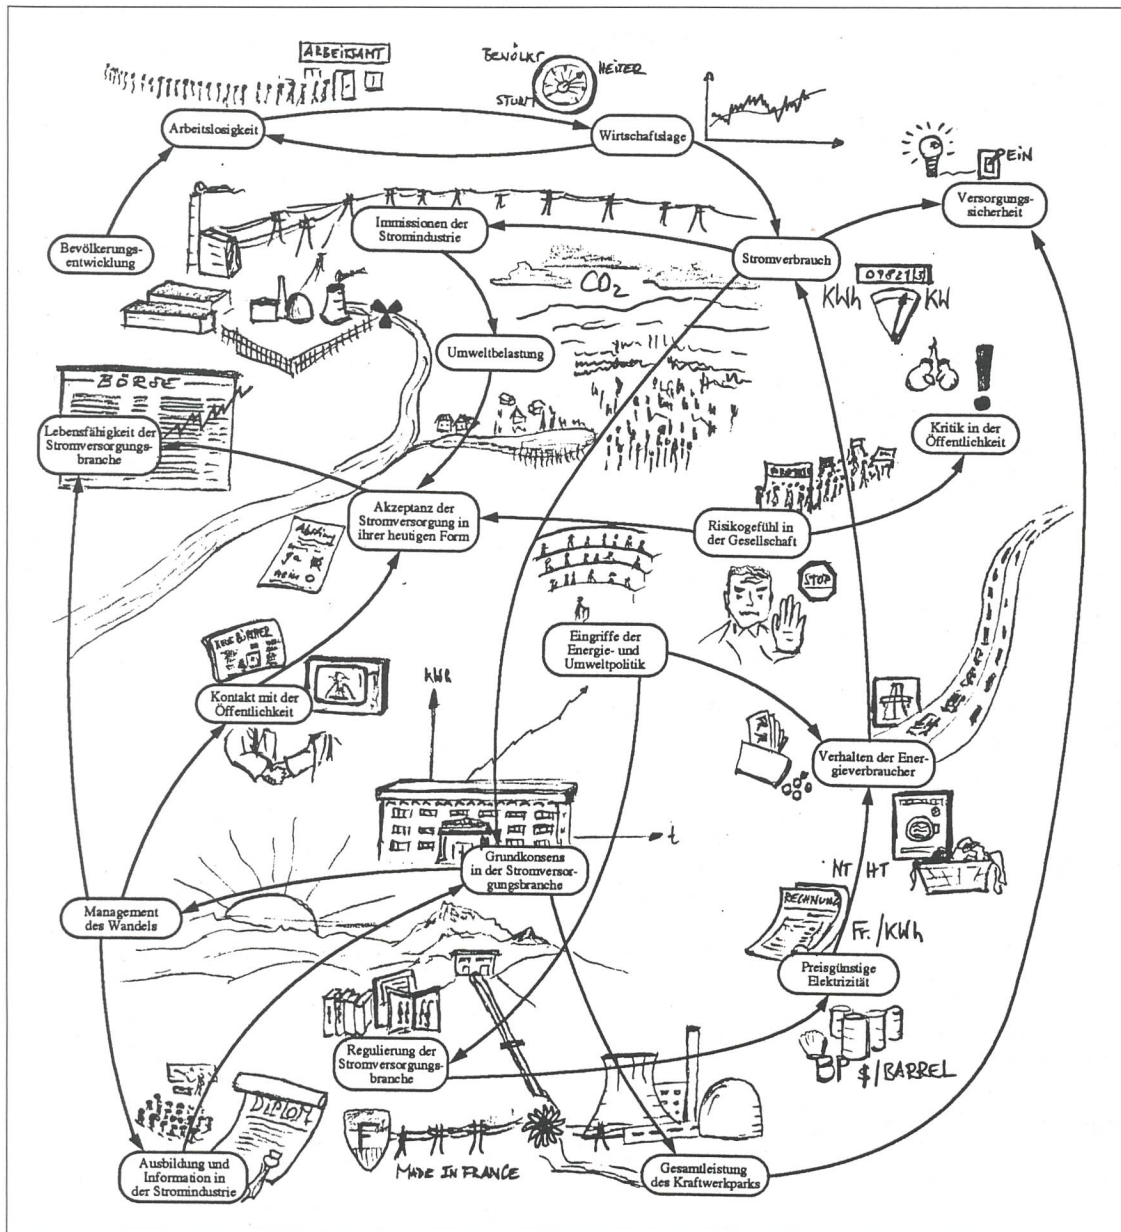 ARBEITSAMT
BEWÖLKT
HEITER
STURM
Arbeitslosigkeit
Wirtschaftslage
EIN
Versorgungs-
sicherheit
Immissionen der
Stromindustrie
Bevölkerungs-
entwicklung
Stromverbrauch
CO2
KWh
KW
Umweltbelastung
BÖRSE
Lebensfähigkeit der
Stromversorgungs-
branche
!
Kritik in der
Öffentlichkeit
Akzeptanz der
Stromversorgung in
ihrer heutigen Form
Risikogefühl in
der Gesellschaft
ja
nein
STOP
Eingriffe der
Energie- und
Umweltpolitik
Kontakt mit der
Öffentlichkeit
KWh
Verhalten der Ener-
gieverbraucher
t
Grundkonsens
in der Stromversor-
gungsbranche
NT HT
Management
des Wandels
RECHNUNG
Fr./KWh
Preisgünstige
Elektrizität
Regulierung der
Stromversorgungs-
branche
BP $/BARREL
DIPLOM
F
MADE IN FRANCE
Ausbildung und
Information in
der Stromindustrie
Gesamtleistung
des Kraftwerkparks